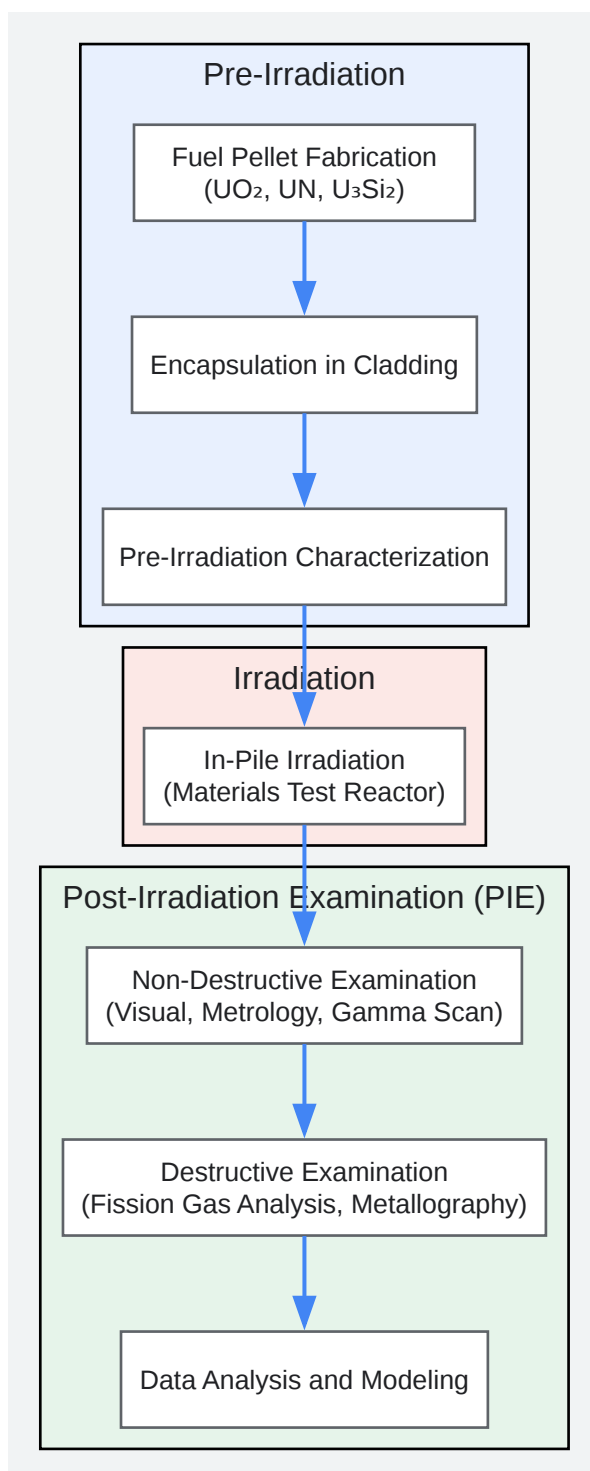 Pre-Irradiation
Fuel Pellet Fabrication
(UO₂, UN, U₃Si₂)
Encapsulation in Cladding
Pre-Irradiation Characterization
Irradiation
In-Pile Irradiation
(Materials Test Reactor)
Post-Irradiation Examination (PIE)
Non-Destructive Examination
(Visual, Metrology, Gamma Scan)
Destructive Examination
(Fission Gas Analysis, Metallography)
Data Analysis and Modeling